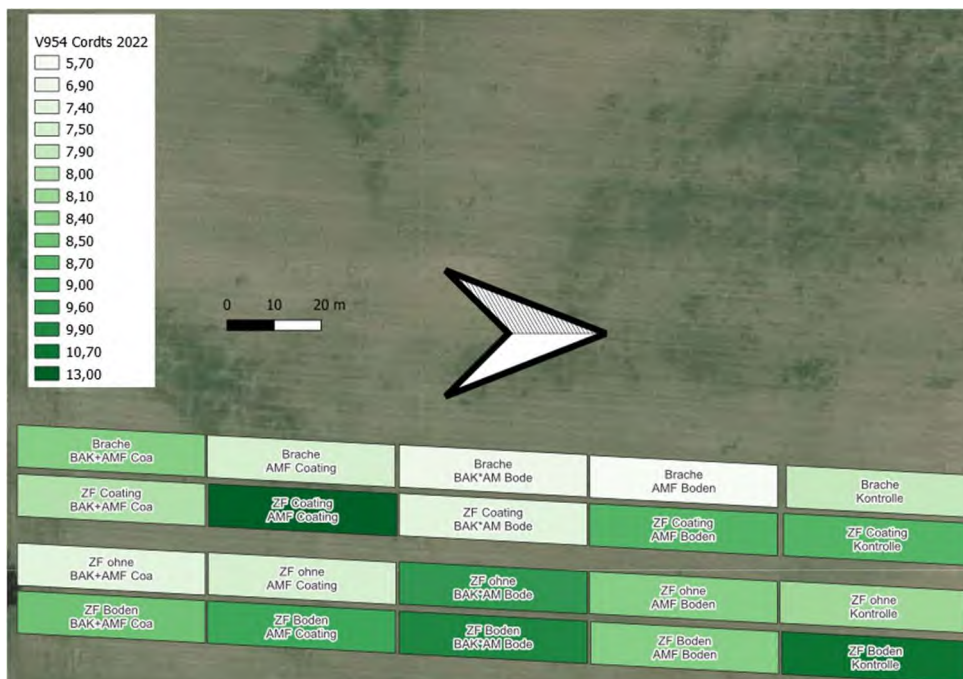 V954 Cordts 2022
5,70
6,90
7,40
7,50
7,90
8,00
8,10
8,40
8,50
8,70
9,00
9,60
9,90
10,70
13,00
0 10 20 m
Brache
BAK+AMF Coa
Brache
AMF Coating
Brache
BAK*AM Bode
Brache
AMF Boden
Brache
Kontrolle
ZF Coating
BAK+AMF Coa
ZF Coating
AMF Coating
ZF Coating
BAK*AM Bode
ZF Coating
AMF Boden
ZF Coating
Kontrolle
ZF ohne
BAK+AMF Coa
ZF ohne
AMF Coating
ZF ohne
BAK*AM Bode
ZF ohne
AMF Boden
ZF ohne
Kontrolle
ZF Boden
BAK+AMF Coa
ZF Boden
AMF Coating
ZF Boden
BAK*AM Bode
ZF Boden
AMF Boden
ZF Boden
Kontrolle